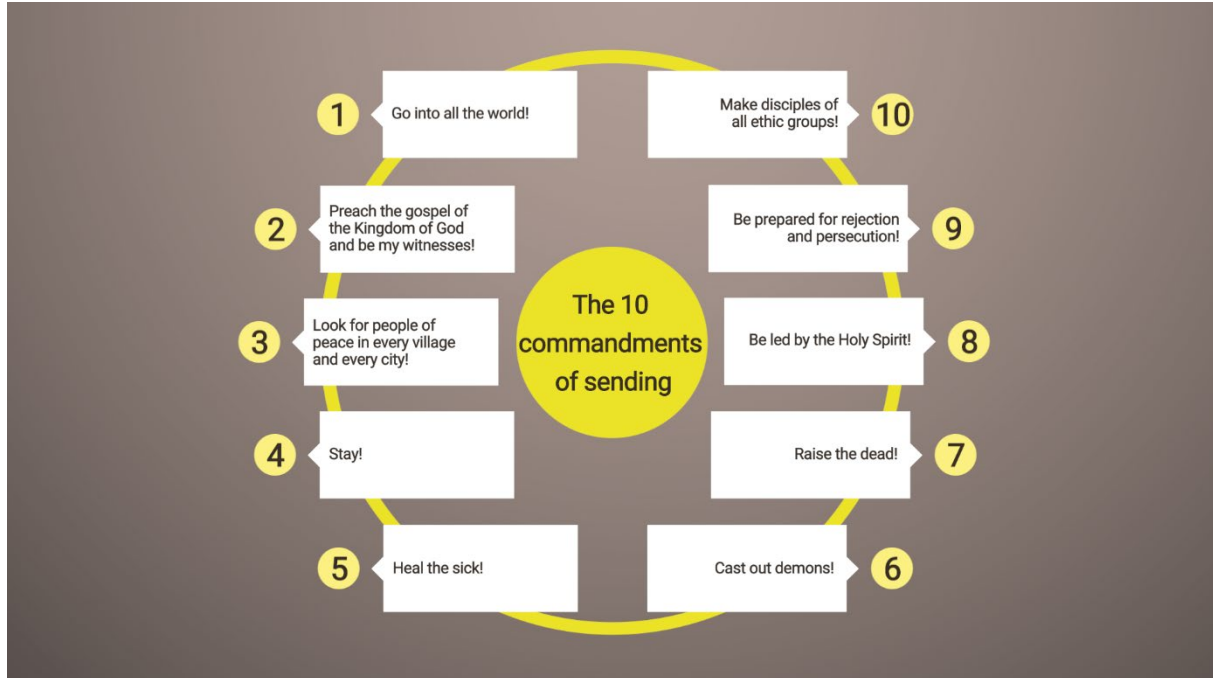 The 10
commandments
of sending
1
Go into all the world!
2
Preach the gospel of
the Kingdom of God
and be my witnesses!
3
Look for people of
peace in every village
and every city!
4
Stay!
5
Heal the sick!
6
Cast out demons!
7
Raise the dead!
8
Be led by the Holy Spirit!
9
Be prepared for rejection
and persecution!
10
Make disciples of
all ethic groups!